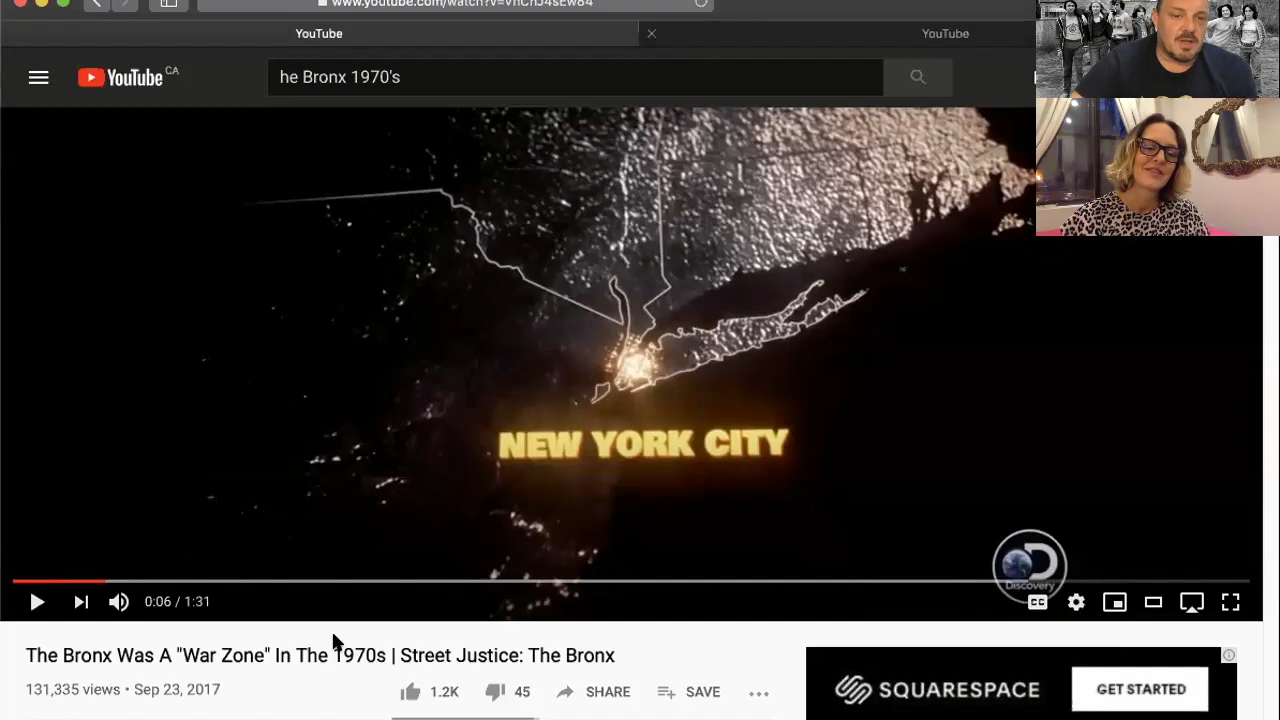 YouTube
YouTube
YouTube CA
he Bronx 1970's
NEW YORK CITY
Discovery
0:06 / 1:31
CC
The Bronx Was A "War Zone" In The 1970s | Street Justice: The Bronx
131,335 views • Sep 23, 2017
1.2K
45
SHARE
SAVE
SQUARESPACE
GET STARTED